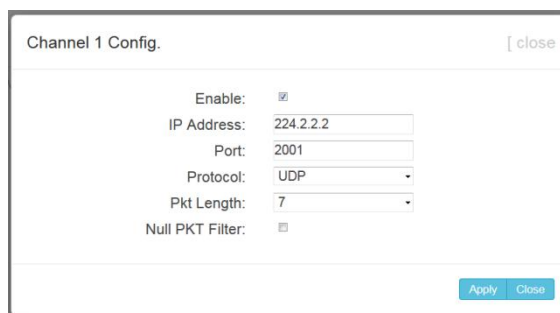 Channel 1 Config. [ close
Enable:
IP Address: 224.2.2.2
Port: 2001
Protocol: UDP
Pkt Length: 7
Null PKT Filter:
Apply Close